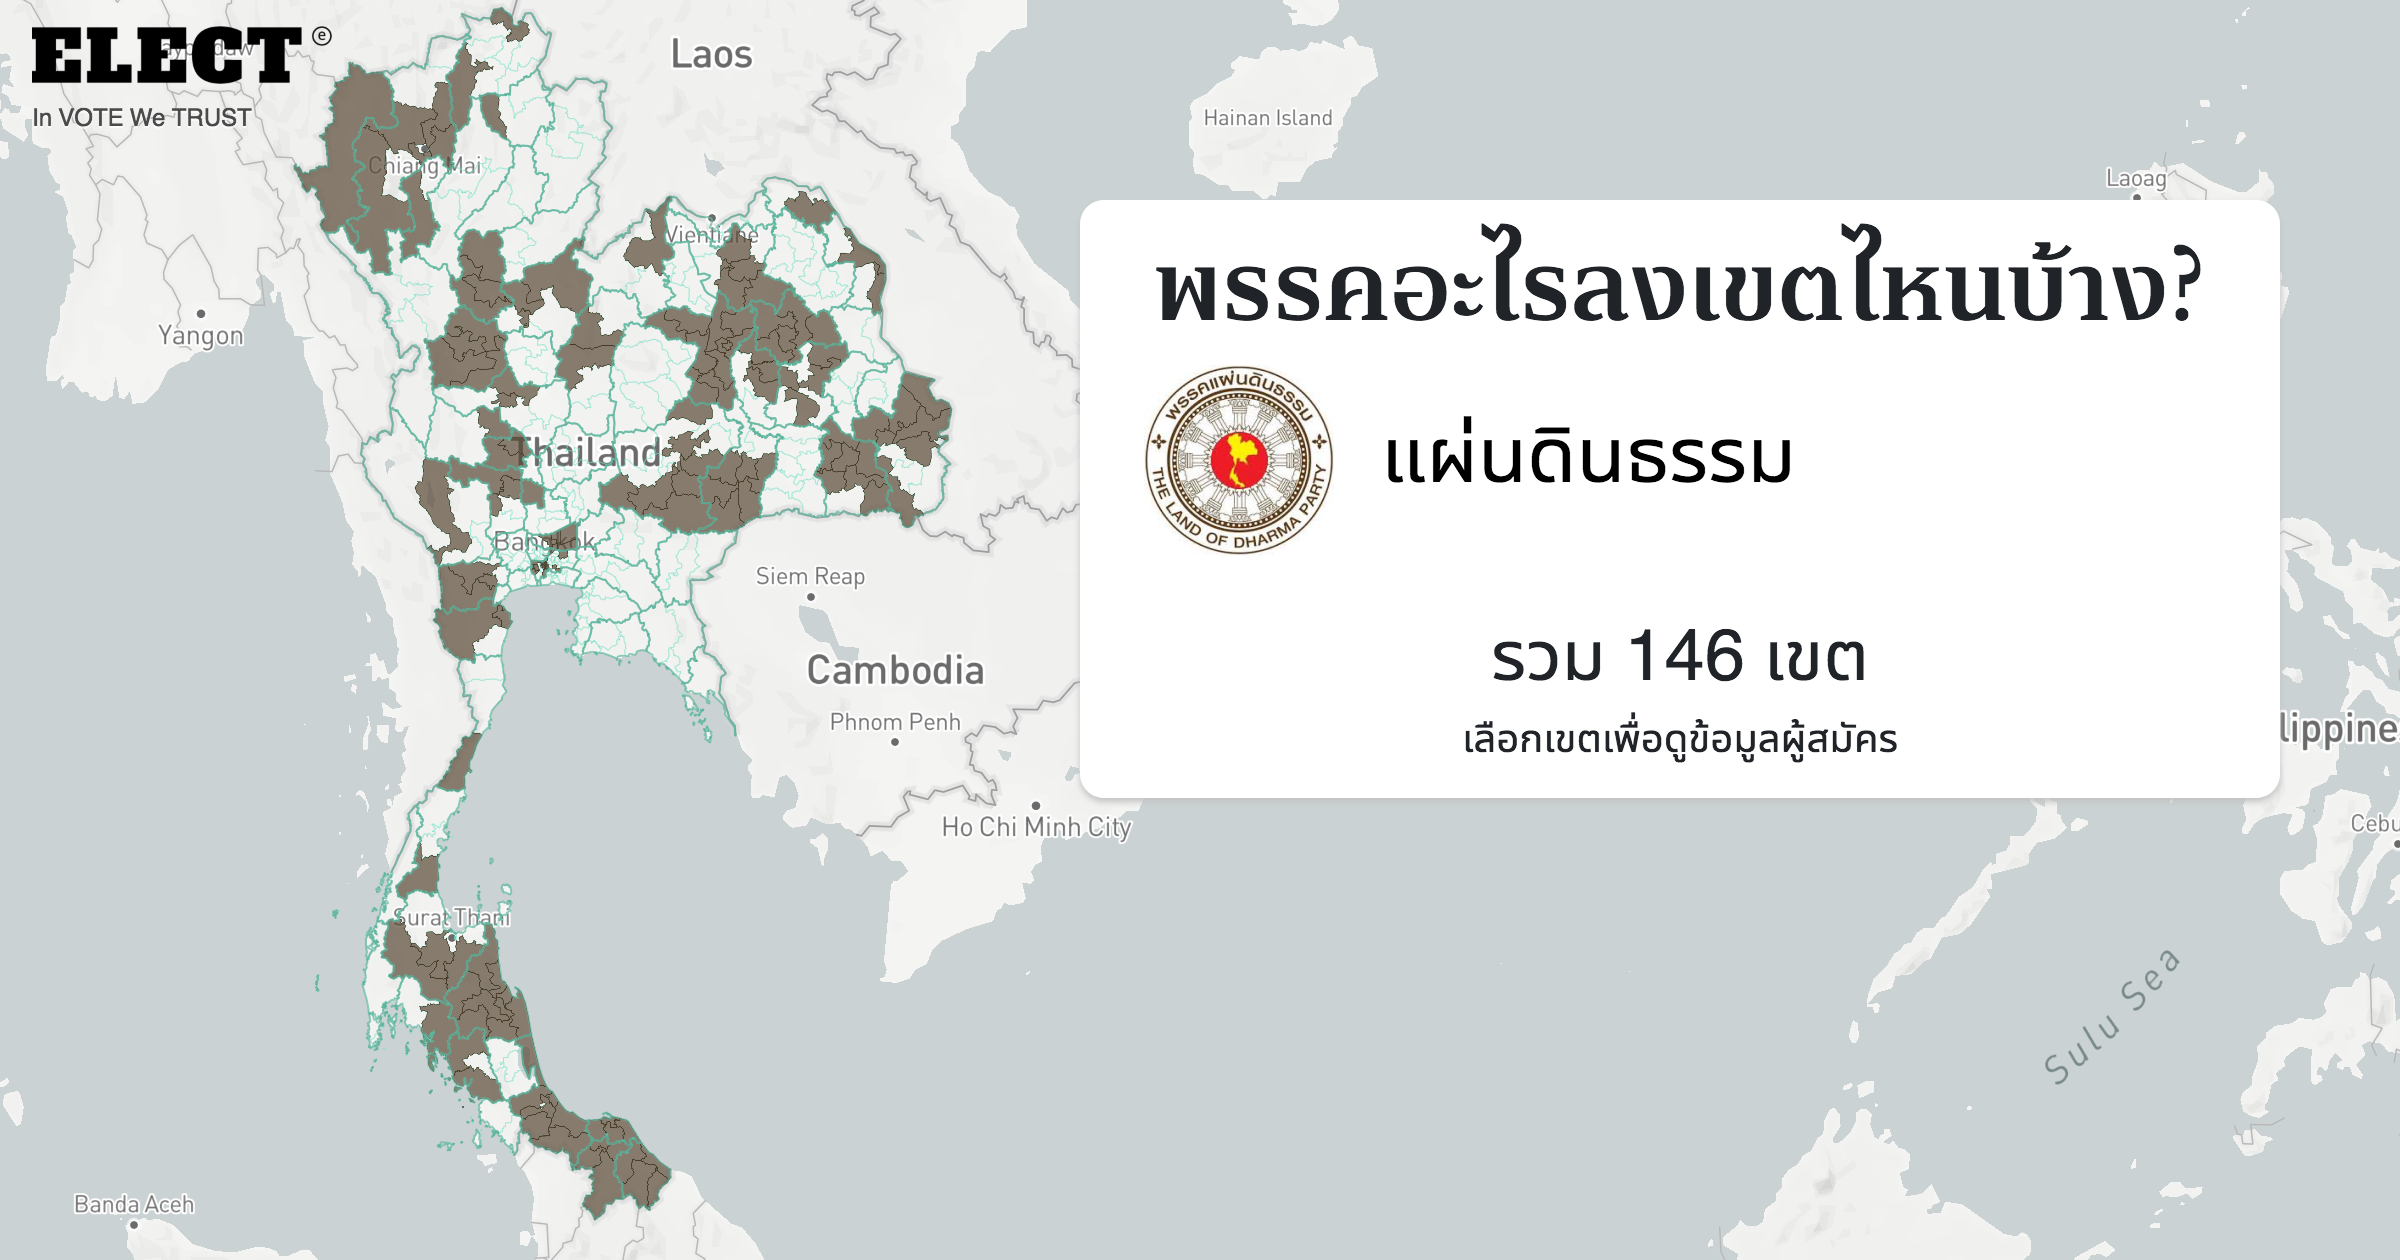 ELECT ⓔ
In VOTE We TRUST
Laos
Hainan Island
Laoag
Chiang Mai
Vientiane
Yangon
Thailand
Bangkok
Siem Reap
Cambodia
Phnom Penh
Ho Chi Minh City
Surat Thani
Banda Aceh
Sulu Sea
lippine
Cebu
พรรคอะไรลงเขตไหนบ้าง?
พรรคแผ่นดินธรรม
THE LAND OF DHARMA PARTY
แผ่นดินธรรม
รวม 146 เขต
เลือกเขตเพื่อดูข้อมูลผู้สมัคร